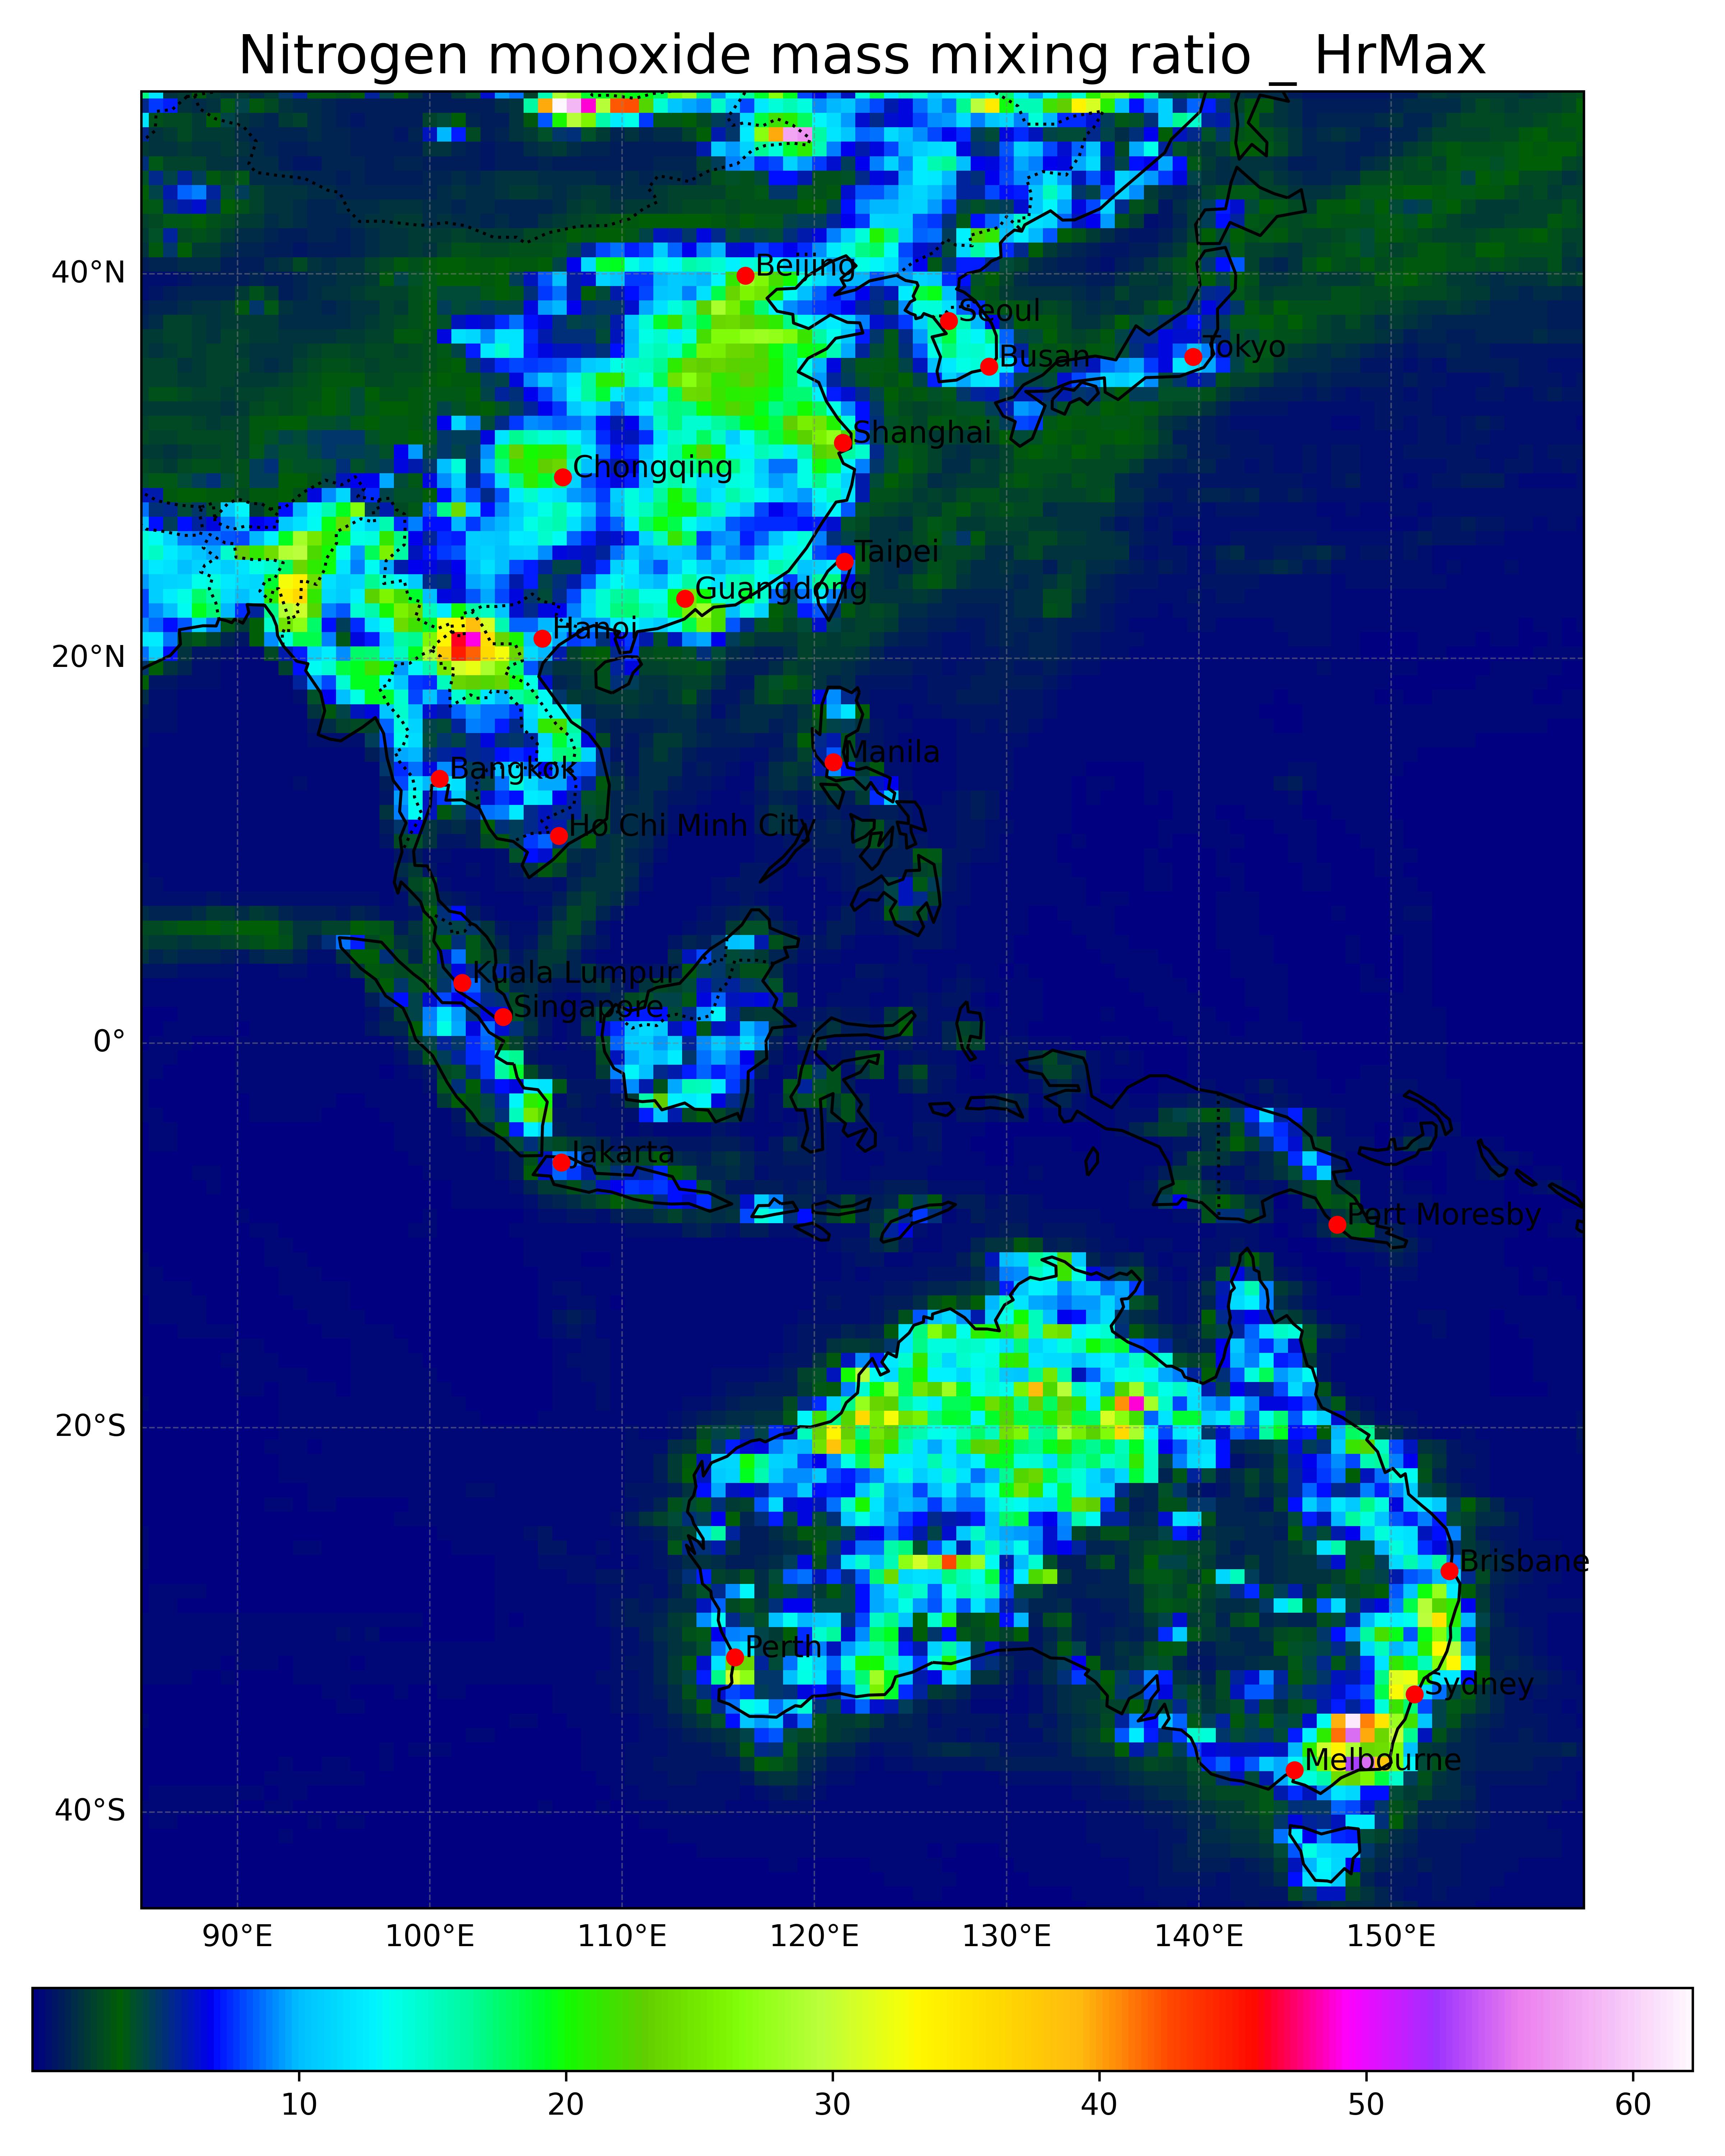 Nitrogen monoxide mass mixing ratio _ HrMax
40°N
20°N
0°
20°S
40°S
Beijing
Seoul
Tokyo
Busan
Shanghai
Chongqing
Taipei
Guangdong
Hanoi
Manila
Bangkok
Ho Chi Minh City
Kuala Lumpur
Singapore
Jakarta
Port Moresby
Brisbane
Perth
Sydney
Melbourne
90°E 100°E 110°E 120°E 130°E 140°E 150°E
10 20 30 40 50 60